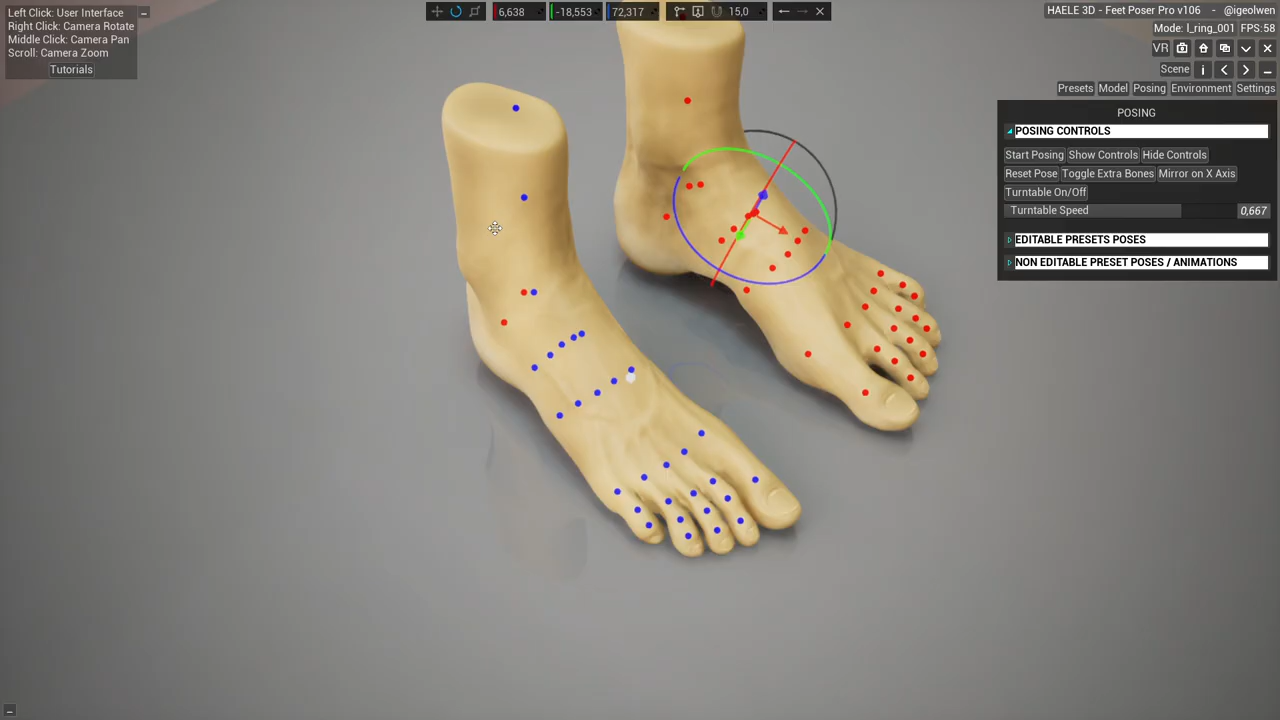 Left Click: User Interface
Right Click: Camera Rotate
Middle Click: Camera Pan
Scroll: Camera Zoom
Tutorials
6,638 -18,553 72,317 15,0
HAELE 3D - Feet Poser Pro v106 - @igeolwen
Mode: l_ring_001 FPS:58
VR
Scene
Presets Model Posing Environment Settings
POSING
POSING CONTROLS
Start Posing Show Controls Hide Controls
Reset Pose Toggle Extra Bones Mirror on X Axis
Turntable On/Off
Turntable Speed 0,667
EDITABLE PRESETS POSES
NON EDITABLE PRESET POSES / ANIMATIONS